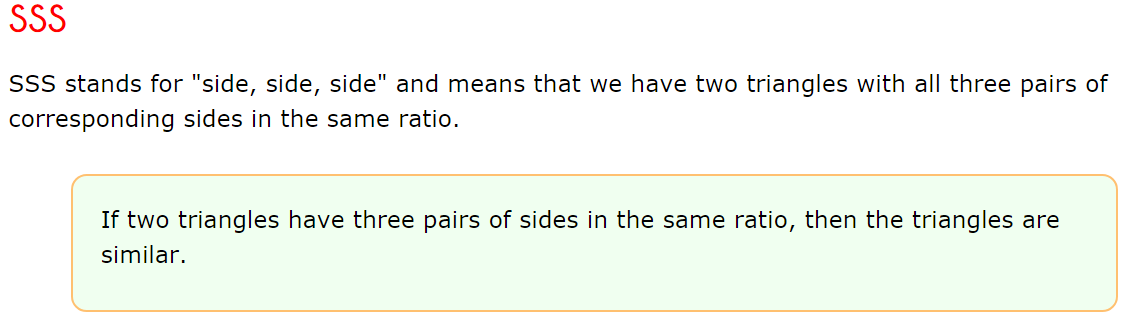 SSS
SSS stands for "side, side, side" and means that we have two triangles with all three pairs of
corresponding sides in the same ratio.
If two triangles have three pairs of sides in the same ratio, then the triangles are
similar.